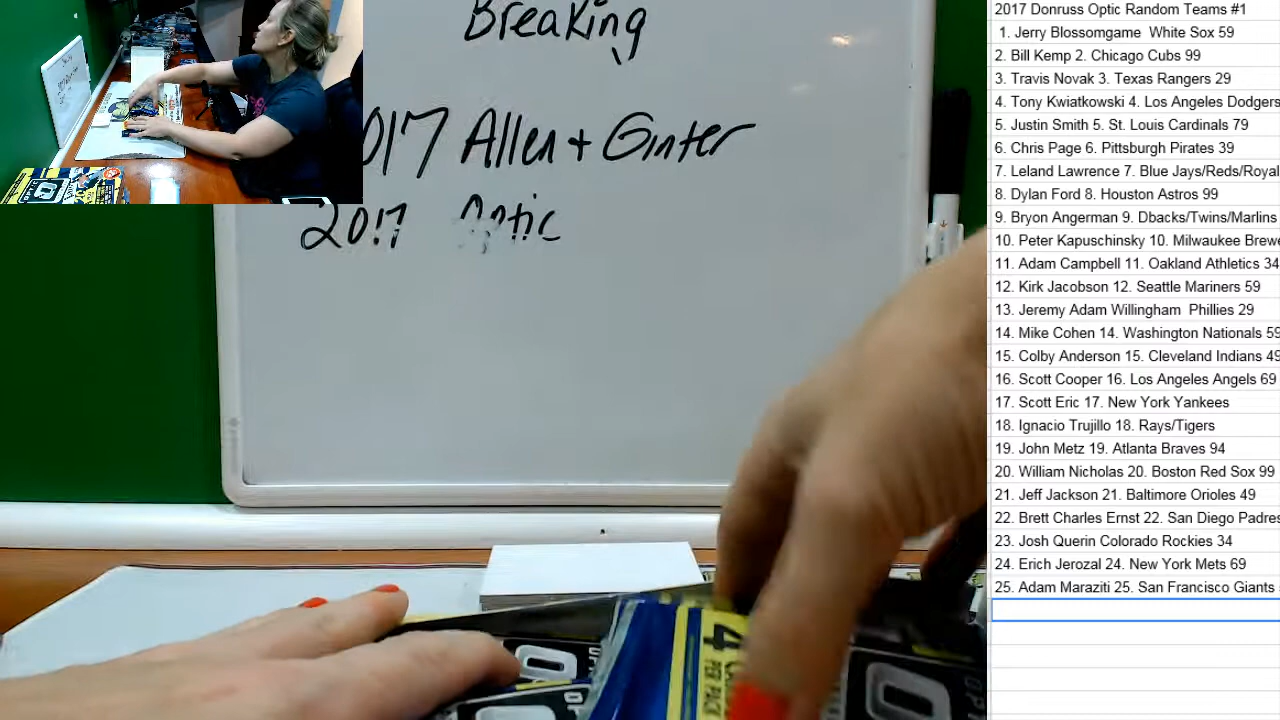 Breaking
2017 Allen + Ginter
2017 Optic
4
PER PACK
2017 Donruss Optic Random Teams #1
1. Jerry Blossomgame White Sox 59
2. Bill Kemp 2. Chicago Cubs 99
3. Travis Novak 3. Texas Rangers 29
4. Tony Kwiatkowski 4. Los Angeles Dodgers
5. Justin Smith 5. St. Louis Cardinals 79
6. Chris Page 6. Pittsburgh Pirates 39
7. Leland Lawrence 7. Blue Jays/Reds/Royal
8. Dylan Ford 8. Houston Astros 99
9. Bryon Angerman 9. Dbacks/Twins/Marlins
10. Peter Kapuschinsky 10. Milwaukee Brewe
11. Adam Campbell 11. Oakland Athletics 34
12. Kirk Jacobson 12. Seattle Mariners 59
13. Jeremy Adam Willingham Phillies 29
14. Mike Cohen 14. Washington Nationals 59
15. Colby Anderson 15. Cleveland Indians 49
16. Scott Cooper 16. Los Angeles Angels 69
17. Scott Eric 17. New York Yankees
18. Ignacio Trujillo 18. Rays/Tigers
19. John Metz 19. Atlanta Braves 94
20. William Nicholas 20. Boston Red Sox 99
21. Jeff Jackson 21. Baltimore Orioles 49
22. Brett Charles Ernst 22. San Diego Padres
23. Josh Querin Colorado Rockies 34
24. Erich Jerozal 24. New York Mets 69
25. Adam Maraziti 25. San Francisco Giants